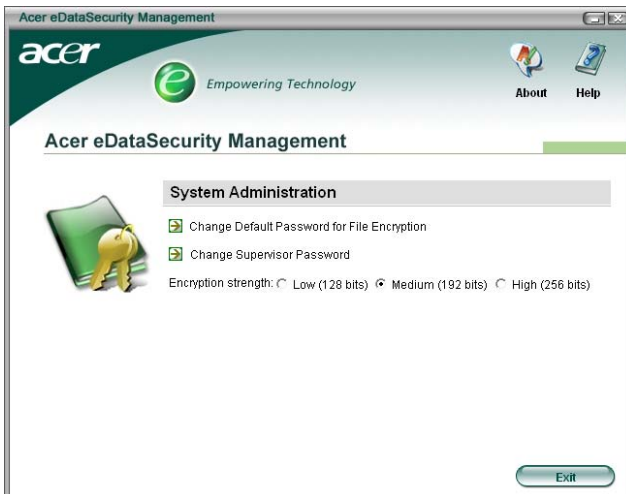 Acer eDataSecurity Management
acer
e Empowering Technology
About Help
Acer eDataSecurity Management
System Administration
Change Default Password for File Encryption
Change Supervisor Password
Encryption strength: Low (128 bits) Medium (192 bits) High (256 bits)
Exit